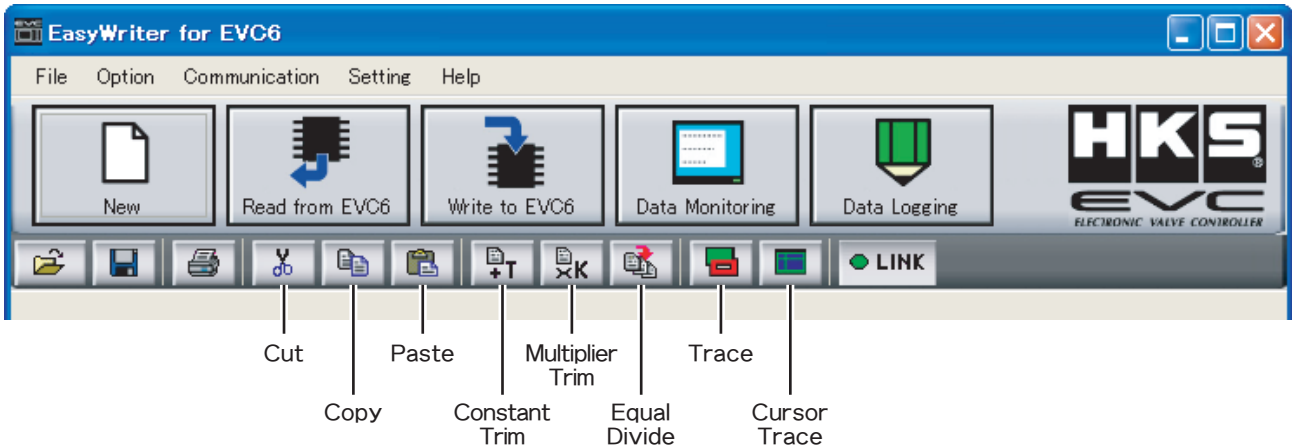 EasyWriter for EVC6
File Option Communication Setting Help
New
Read from EVC6
Write to EVC6
Data Monitoring
Data Logging
HKS
EVC
ELECTRONIC VALVE CONTROLLER
+T
×K
LINK
Cut
Paste
Multiplier
Trim
Trace
Copy
Constant
Trim
Equal
Divide
Cursor
Trace